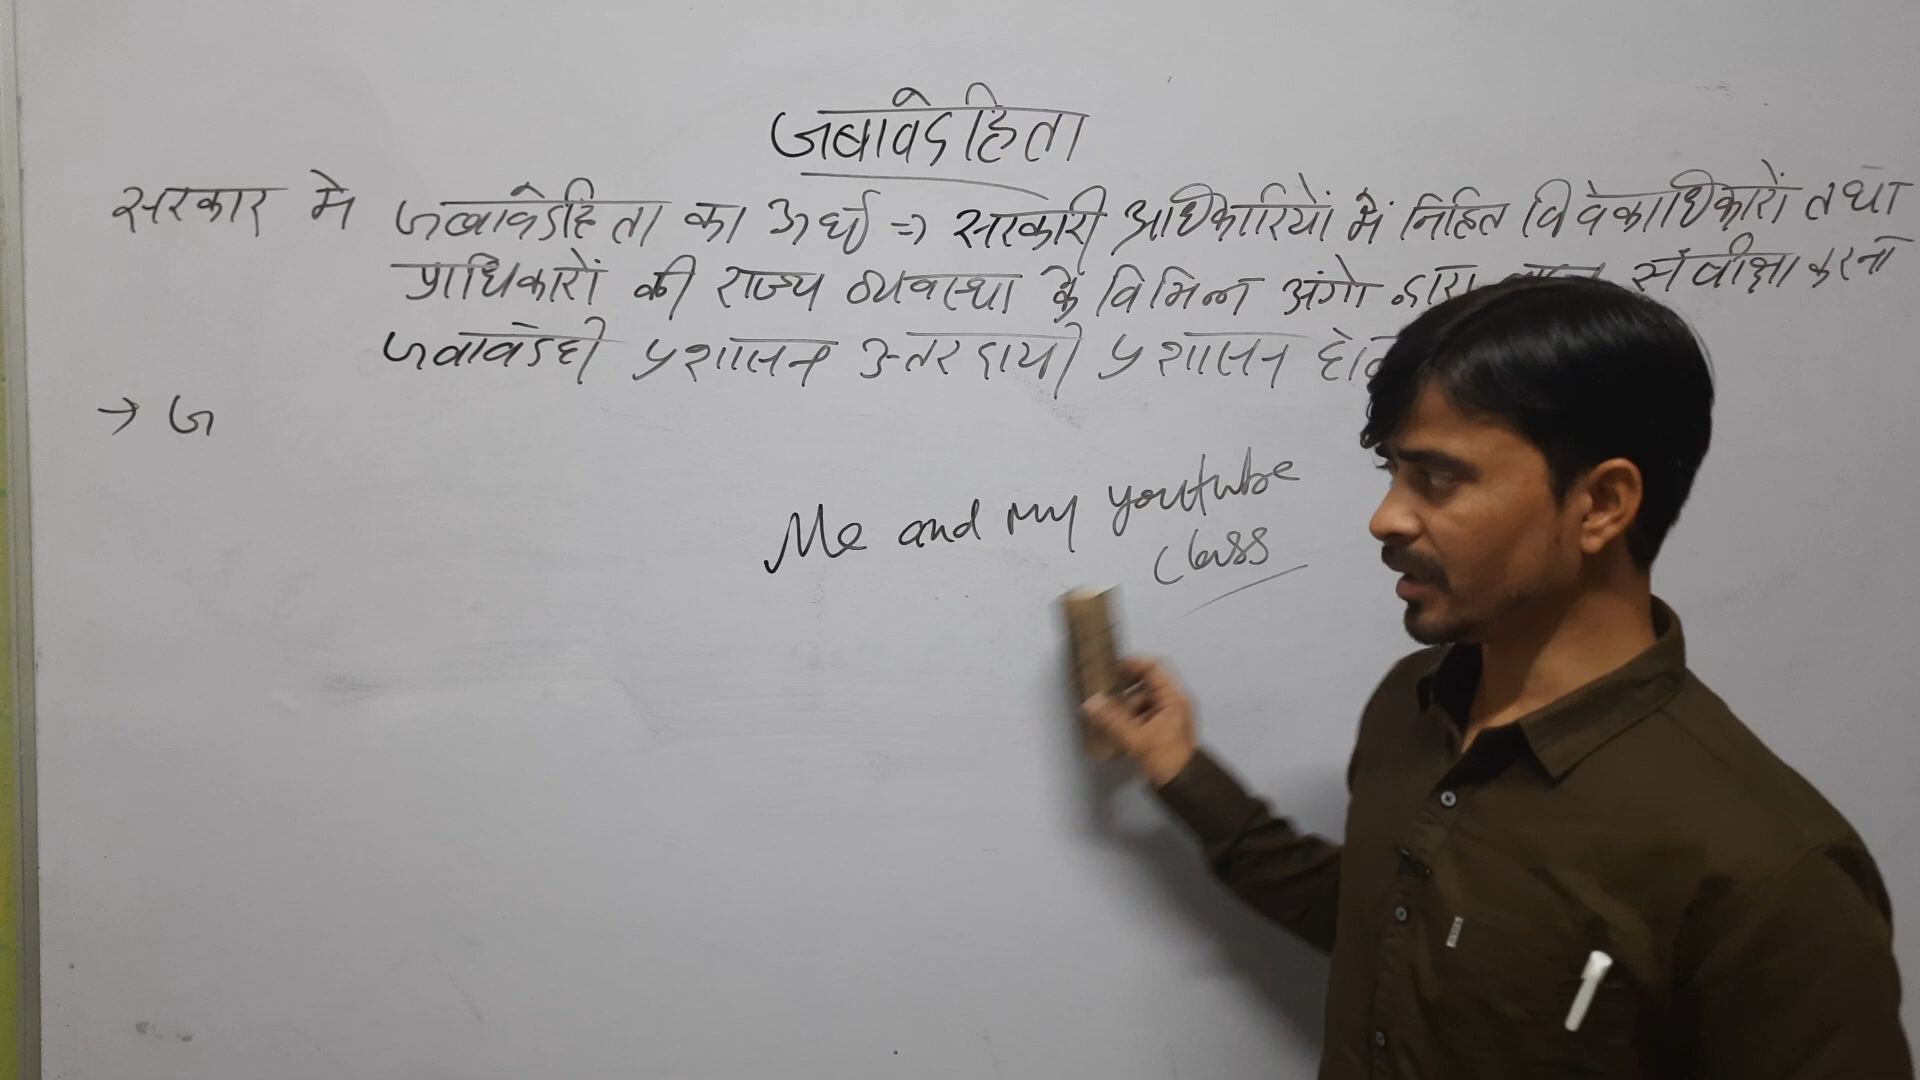 जबावदेहिता
सरकार मे जबावदेहिता का अर्थ => सरकारी अधिकारियों में निहित विवेकाधिकारों तथा
प्राधिकारों की राज्य व्यवस्था के विभिन्न अंगो द्वारा संवीक्षा करना
जवावदेही प्रशासन उत्तरदायी प्रशासन
→ ज
Me and my youtube
class